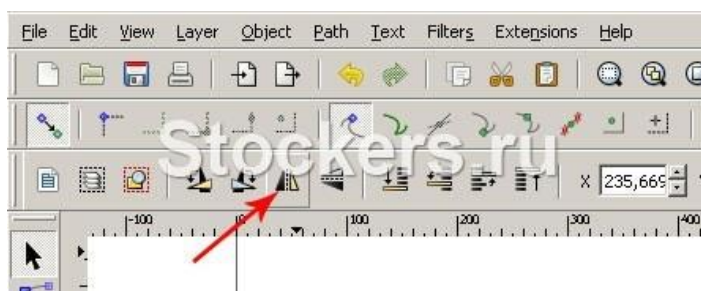 File Edit View Layer Object Path Text Filters Extensions Help
Stockers.ru
X 235,669
-100 0 100 200 300 400